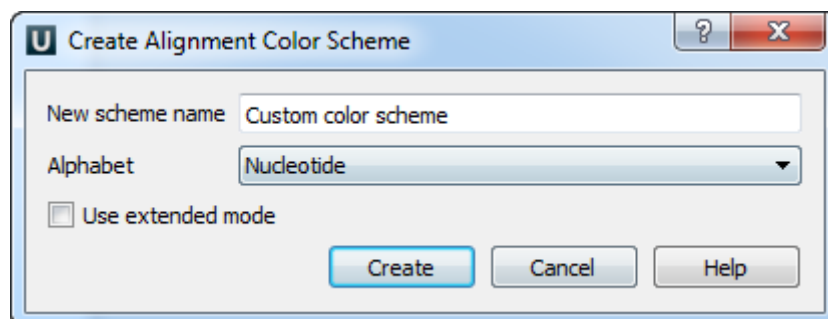 U Create Alignment Color Scheme ? X
New scheme name Custom color scheme
Alphabet Nucleotide
Use extended mode
Create Cancel Help